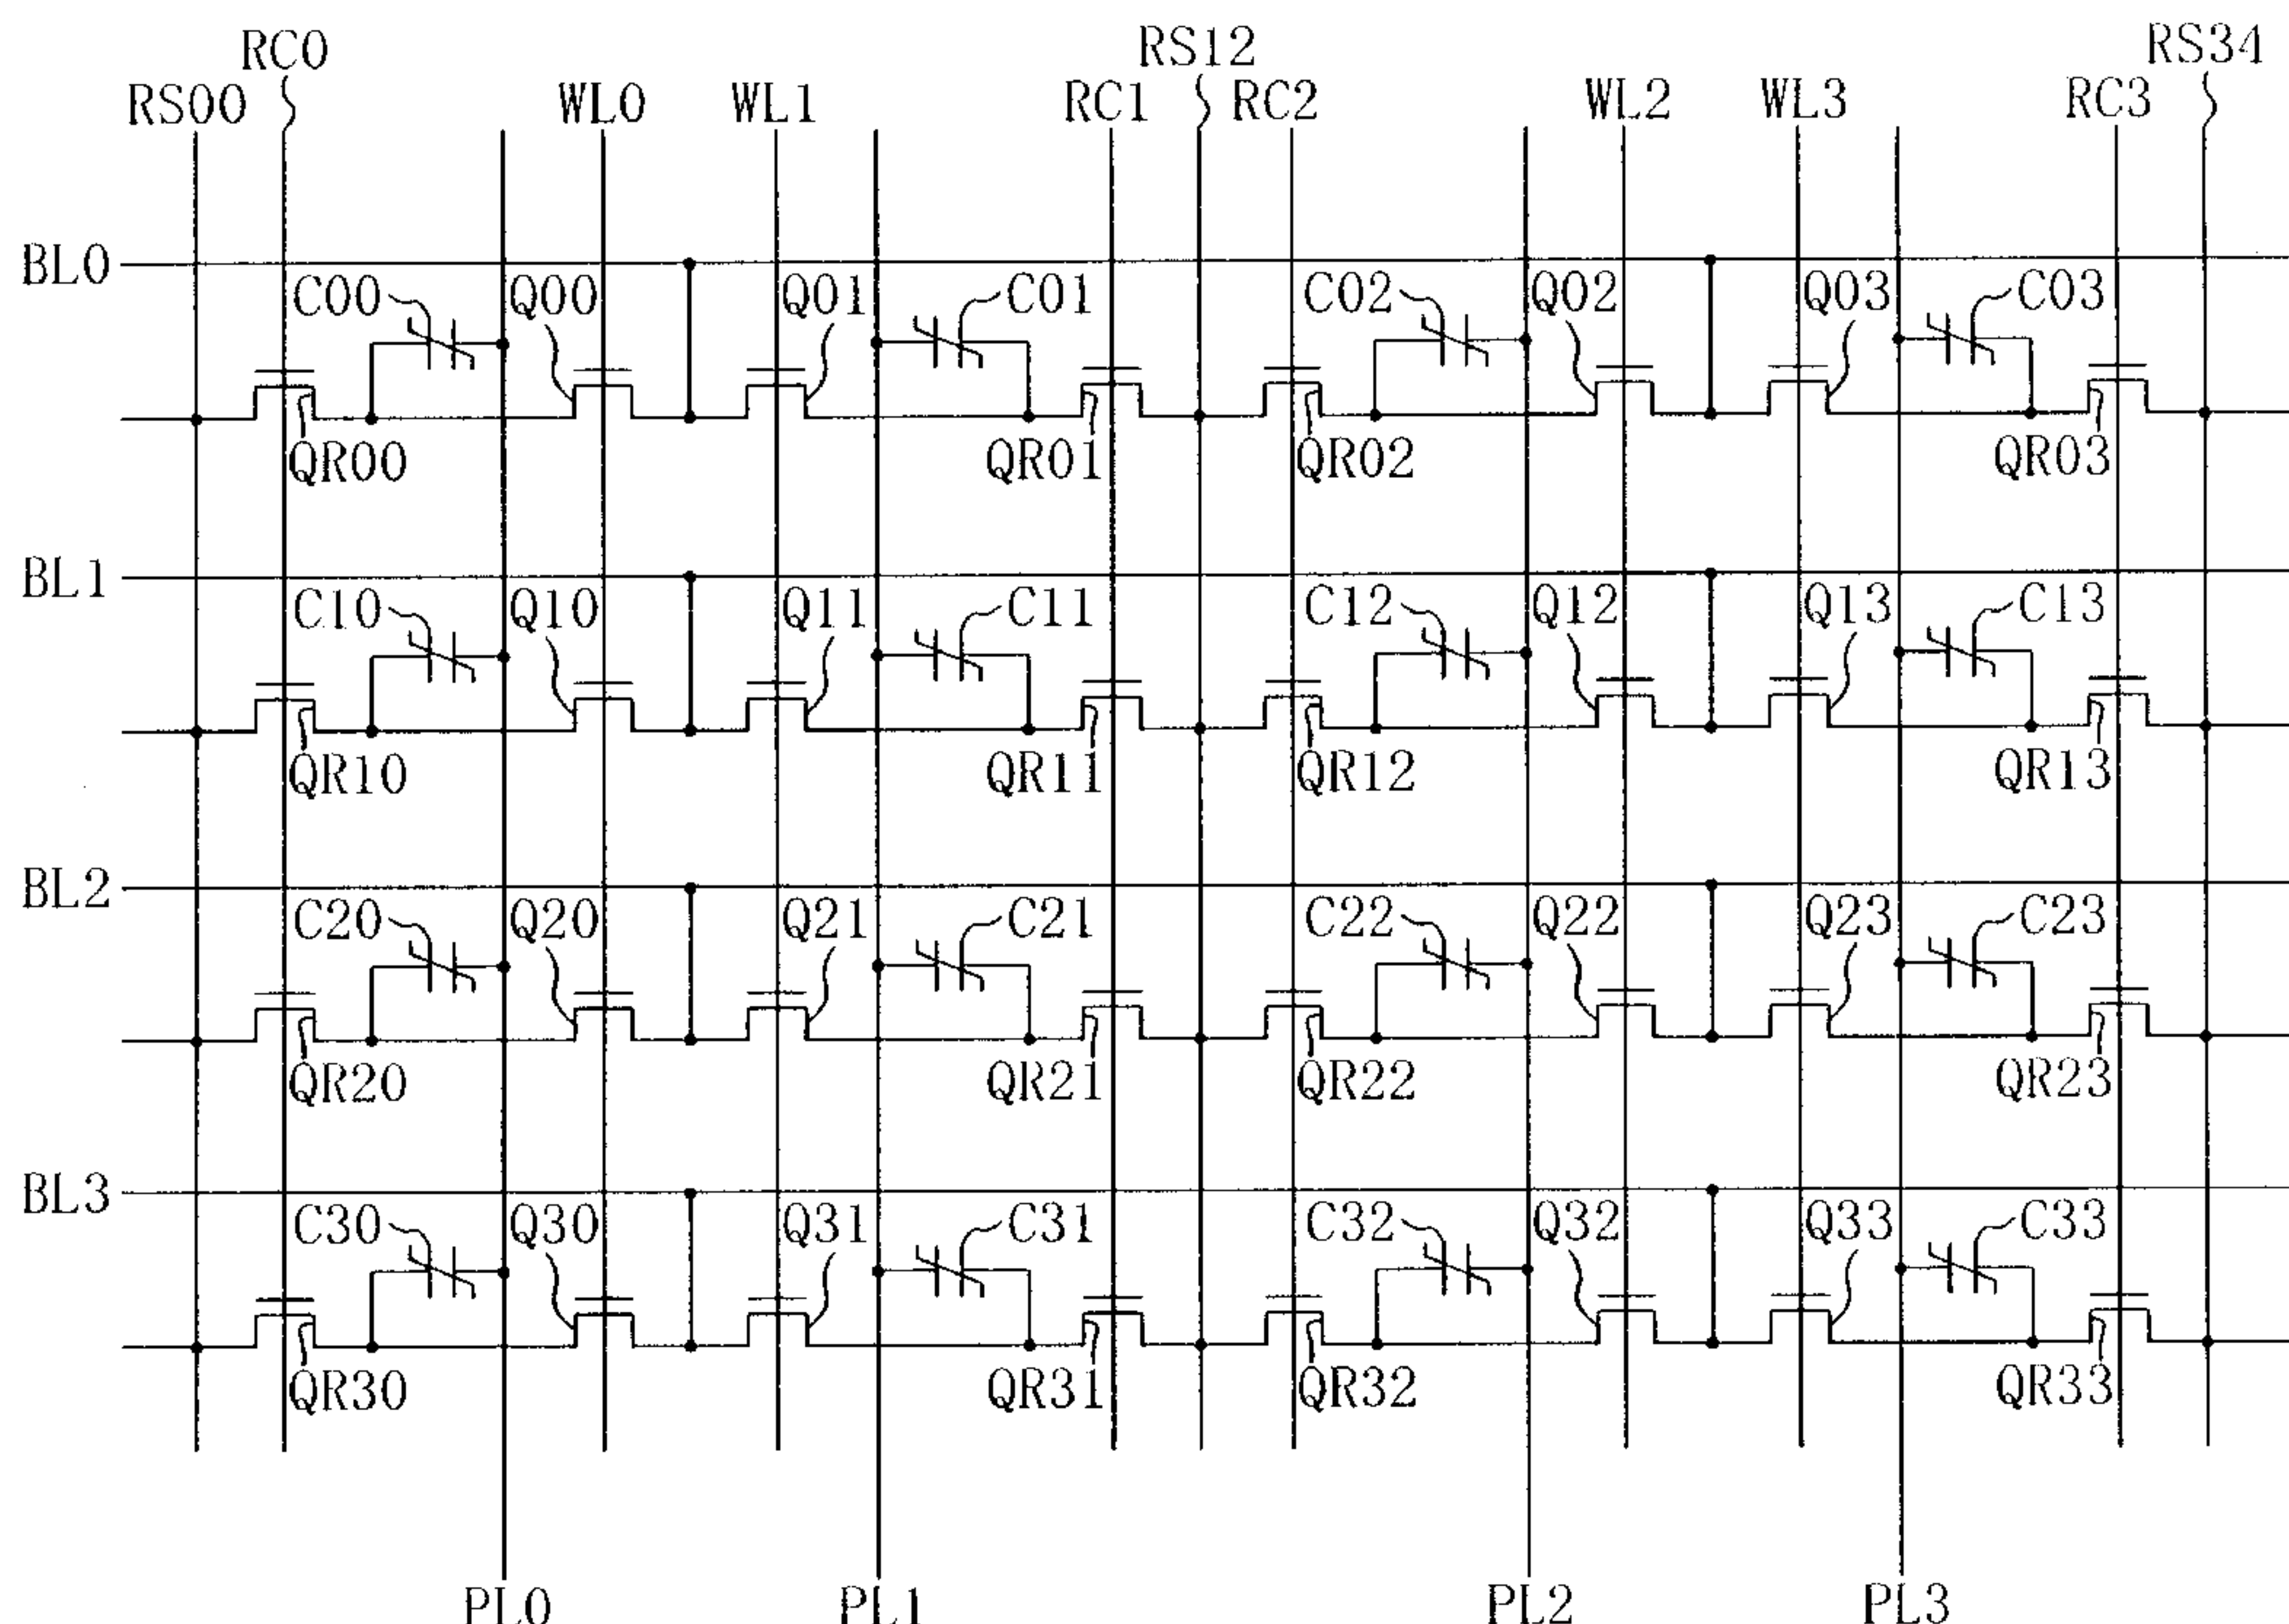 RC0 RS12 RS34
RS00 WL0 WL1 RC1 RC2 WL2 WL3 RC3
BL0
C00 Q00 Q01 C01 C02 Q02 Q03 C03
QR00 QR01 QR02 QR03
BL1
C10 Q10 Q11 C11 C12 Q12 Q13 C13
QR10 QR11 QR12 QR13
BL2
C20 Q20 Q21 C21 C22 Q22 Q23 C23
QR20 QR21 QR22 QR23
BL3
C30 Q30 Q31 C31 C32 Q32 Q33 C33
QR30 QR31 QR32 QR33
PL0 PL1 PL2 PL3